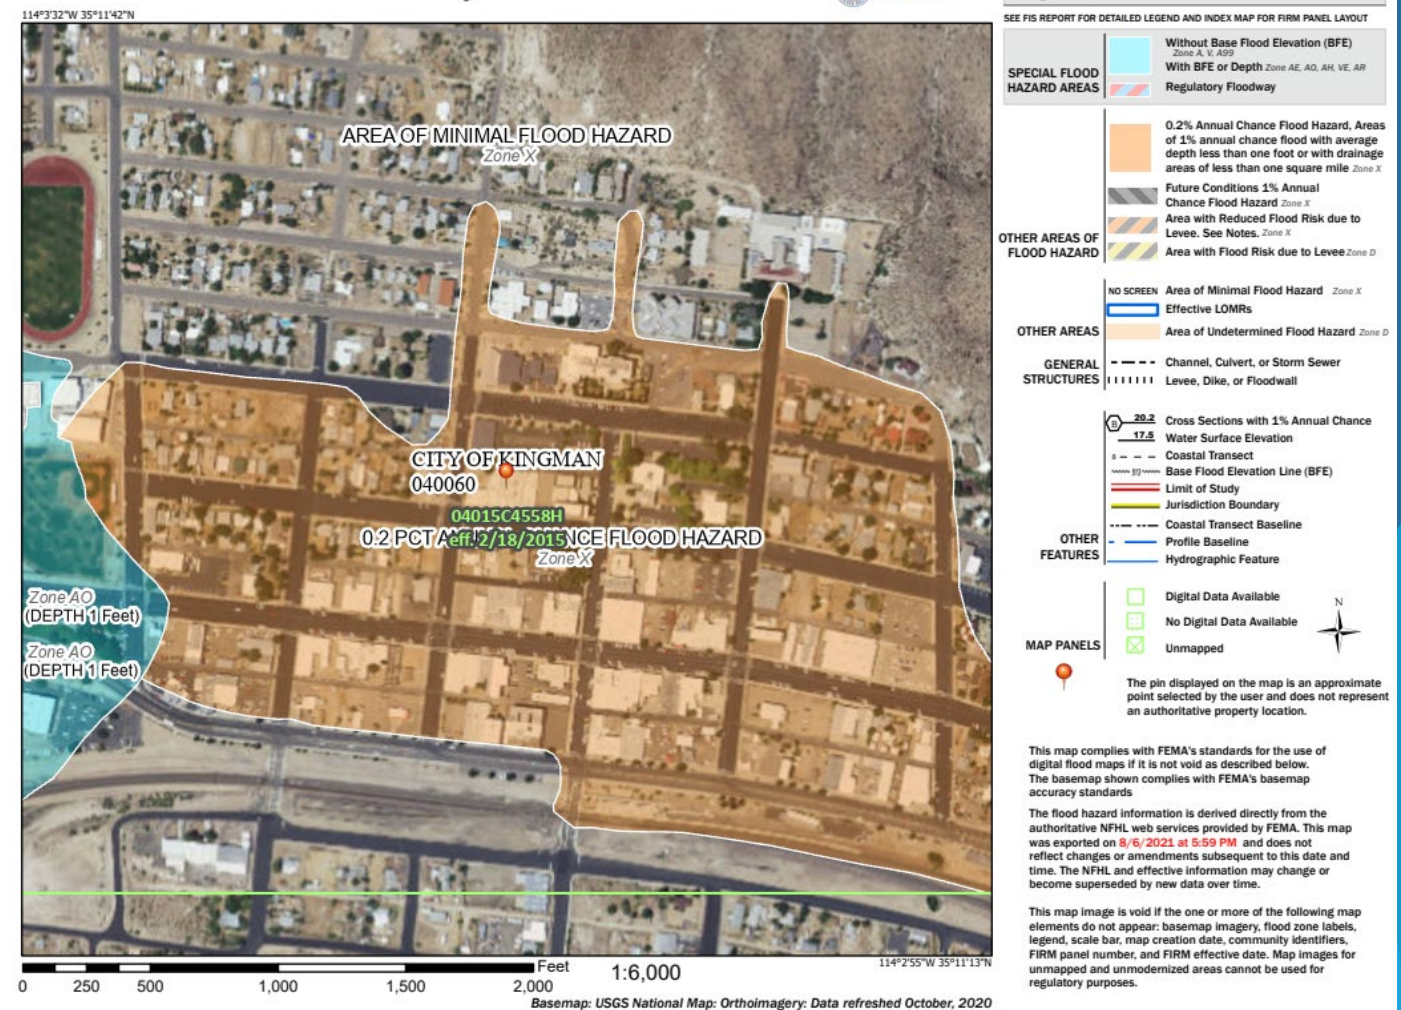 114°3'32"W 35°11'42"N
AREA OF MINIMAL FLOOD HAZARD
Zone X
CITY OF KINGMAN
040060
04015C4558H
eff. 2/18/2015
0.2 PCT A NCE FLOOD HAZARD
Zone X
Zone AO
(DEPTH 1 Feet)
Zone AO
(DEPTH 1 Feet)
114°2'55"W 35°11'13"N
0 250 500 1,000 1,500 2,000
Feet
1:6,000
Basemap: USGS National Map: Orthoimagery: Data refreshed October, 2020
SEE FIS REPORT FOR DETAILED LEGEND AND INDEX MAP FOR FIRM PANEL LAYOUT
SPECIAL FLOOD
HAZARD AREAS
Without Base Flood Elevation (BFE)
Zone A, V, A99
With BFE or Depth Zone AE, AO, AH, VE, AR
Regulatory Floodway
OTHER AREAS OF
FLOOD HAZARD
0.2% Annual Chance Flood Hazard, Areas
of 1% annual chance flood with average
depth less than one foot or with drainage
areas of less than one square mile Zone X
Future Conditions 1% Annual
Chance Flood Hazard Zone X
Area with Reduced Flood Risk due to
Levee. See Notes. Zone X
Area with Flood Risk due to Levee Zone D
OTHER AREAS
NO SCREEN Area of Minimal Flood Hazard Zone X
Effective LOMRs
Area of Undetermined Flood Hazard Zone D
GENERAL
STRUCTURES
Channel, Culvert, or Storm Sewer
Levee, Dike, or Floodwall
OTHER
FEATURES
B 20.2 Cross Sections with 1% Annual Chance
17.5 Water Surface Elevation
Coastal Transect
Base Flood Elevation Line (BFE)
Limit of Study
Jurisdiction Boundary
Coastal Transect Baseline
Profile Baseline
Hydrographic Feature
MAP PANELS
Digital Data Available
No Digital Data Available
Unmapped
N
The pin displayed on the map is an approximate
point selected by the user and does not represent
an authoritative property location.
This map complies with FEMA's standards for the use of
digital flood maps if it is not void as described below.
The basemap shown complies with FEMA's basemap
accuracy standards
The flood hazard information is derived directly from the
authoritative NFHL web services provided by FEMA. This map
was exported on 8/6/2021 at 5:59 PM and does not
reflect changes or amendments subsequent to this date and
time. The NFHL and effective information may change or
become superseded by new data over time.
This map image is void if the one or more of the following map
elements do not appear: basemap imagery, flood zone labels,
legend, scale bar, map creation date, community identifiers,
FIRM panel number, and FIRM effective date. Map images for
unmapped and unmodernized areas cannot be used for
regulatory purposes.